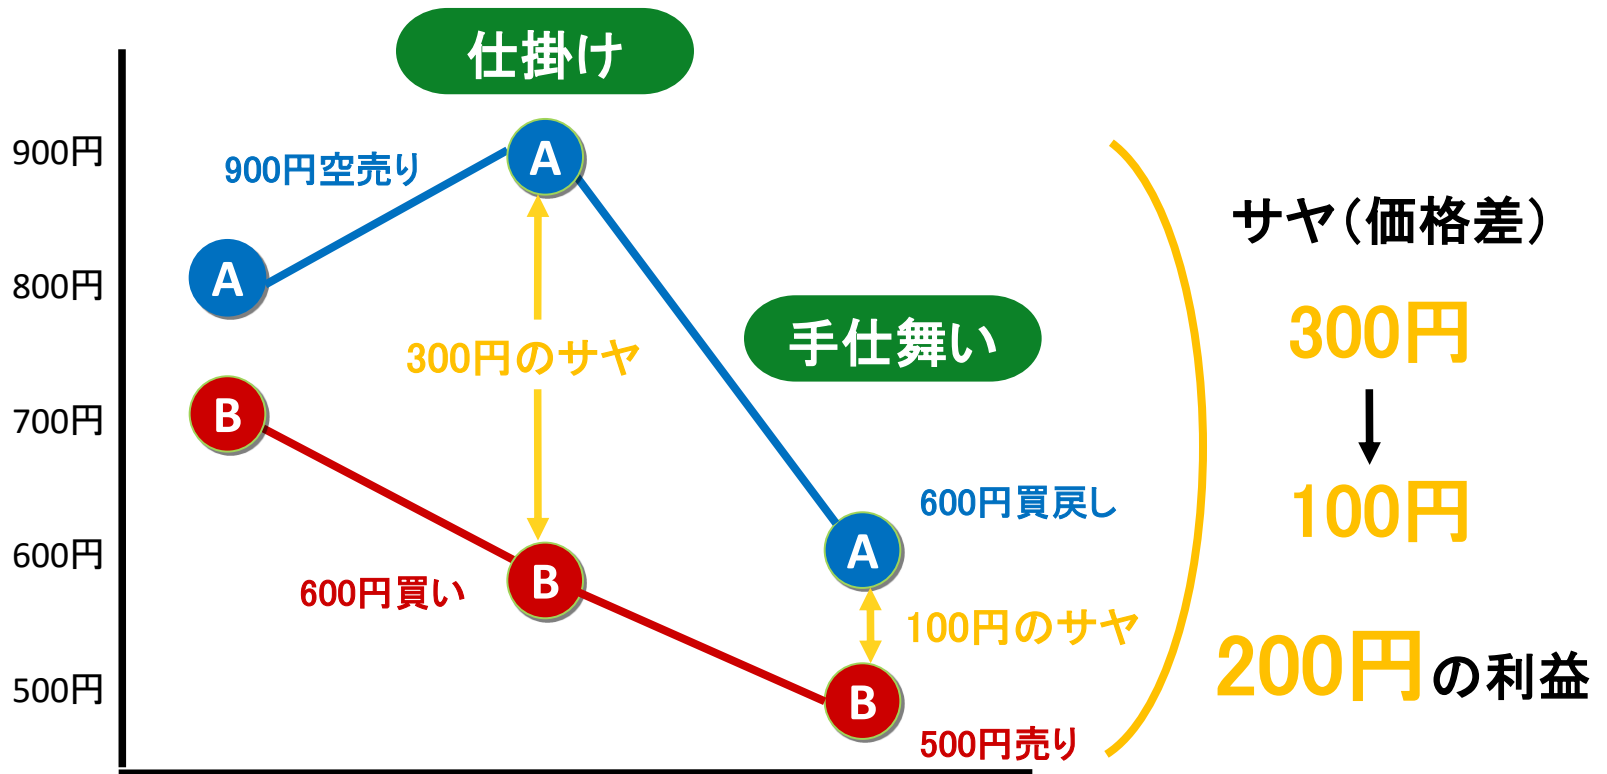 仕掛け
900円
900円空売り
A
サヤ（価格差）
A
800円
300円
手仕舞い
300円のサヤ
B
700円
600円買戻し
100円
A
600円
B
600円買い
100円のサヤ
200円の利益
500円
B
500円売り